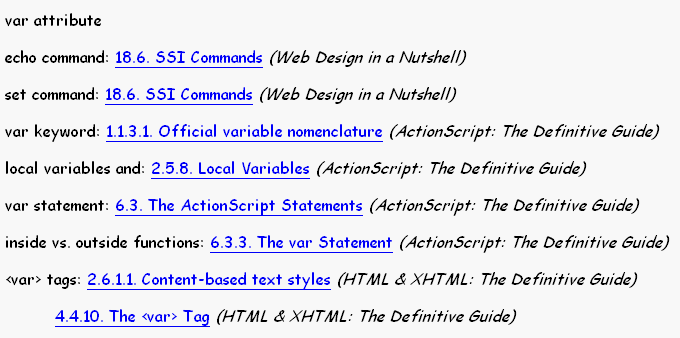 var attribute
echo command: 18.6. SSI Commands (Web Design in a Nutshell)
set command: 18.6. SSI Commands (Web Design in a Nutshell)
var keyword: 1.1.3.1. Official variable nomenclature (ActionScript: The Definitive Guide)
local variables and: 2.5.8. Local Variables (ActionScript: The Definitive Guide)
var statement: 6.3. The ActionScript Statements (ActionScript: The Definitive Guide)
inside vs. outside functions: 6.3.3. The var Statement (ActionScript: The Definitive Guide)
<var> tags: 2.6.1.1. Content-based text styles (HTML & XHTML: The Definitive Guide)
4.4.10. The <var> Tag (HTML & XHTML: The Definitive Guide)